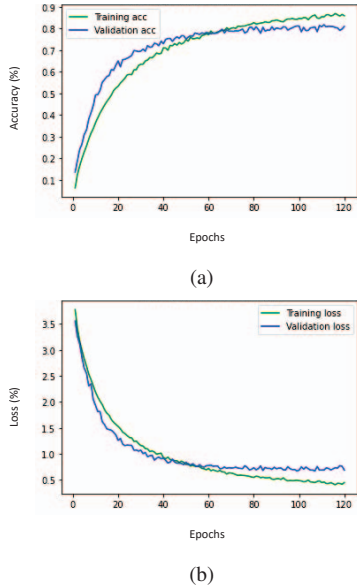 0.9
0.8
0.7
0.6
0.5
0.4
0.3
0.2
0.1
Training acc
Validation acc
Accuracy (%)
0 20 40 60 80 100 120
Epochs
(a)
3.5
3.0
2.5
2.0
1.5
1.0
0.5
Training loss
Validation loss
Loss (%)
0 20 40 60 80 100 120
Epochs
(b)